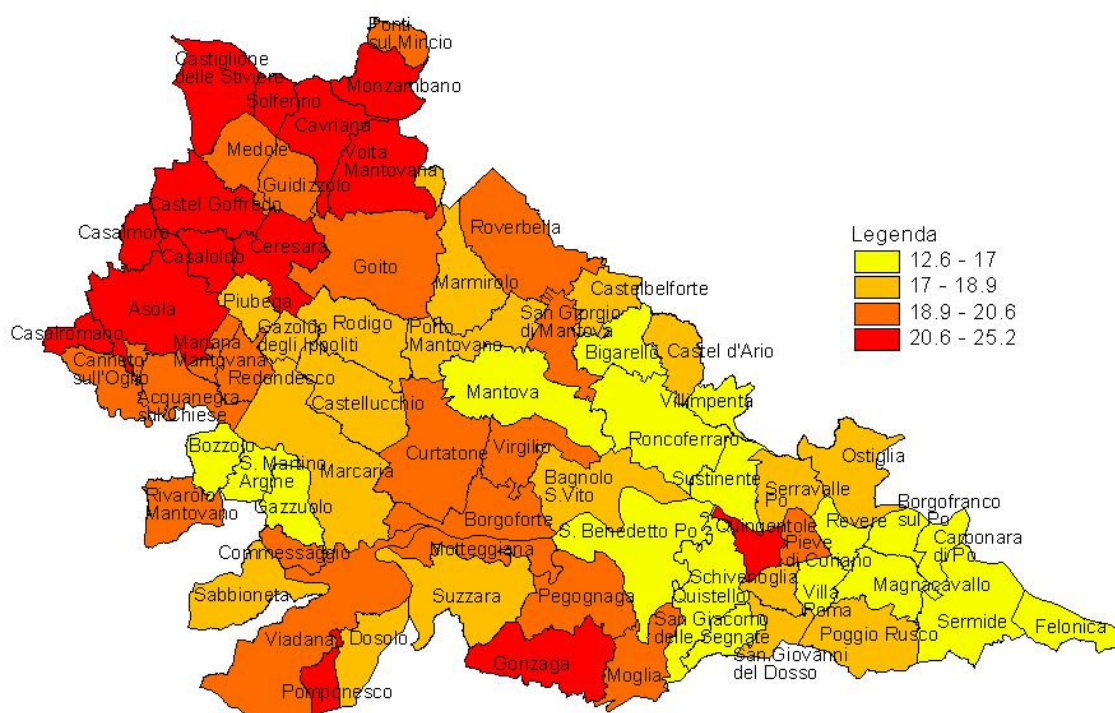 Ponti
sul Mincio
Castiglione
delle Stiviere
Monzambano
Solferino
Cavriana
Medole
Volta
Mantovana
Guidizzolo
Castel Goffredo
Roverbella
Casalmoro
Ceresara
Casaloldo
Goito
Marmirolo
Castelbelforte
Asola
Piubega
San Giorgio
di Mantova
Casalromano
Mariana
Mantovana
Gazoldo
degli Ippoliti
Rodigo
Porto
Mantovano
Bigarello
Castel d'Ario
Canneto
sull'Oglio
Redondesco
Acquanegra
sul Chiese
Castellucchio
Mantova
Villimpenta
Bozzolo
S. Martino
Argine
Marcaria
Curtatone
Virgilio
Roncoferraro
Ostiglia
Rivarolo
Mantovano
Gazzuolo
Bagnolo
S.Vito
Sustinente
Serravalle
Po
Borgoforte
Borgofranco
sul Po
Commessaggio
Motteggiana
S. Benedetto Po
Quingentole
Revere
Pieve
di Coriano
Carbonara
di Po
Sabbioneta
Suzzara
Pegognaga
Schivenoglia
Quistello
Villa
Poma
Magnacavallo
Viadana
Dosolo
San Giacomo
delle Segnate
Poggio Rusco
Sermide
Felonica
Pomponesco
Gonzaga
Moglia
San Giovanni
del Dosso
Legenda
12.6 - 17
17 - 18.9
18.9 - 20.6
20.6 - 25.2